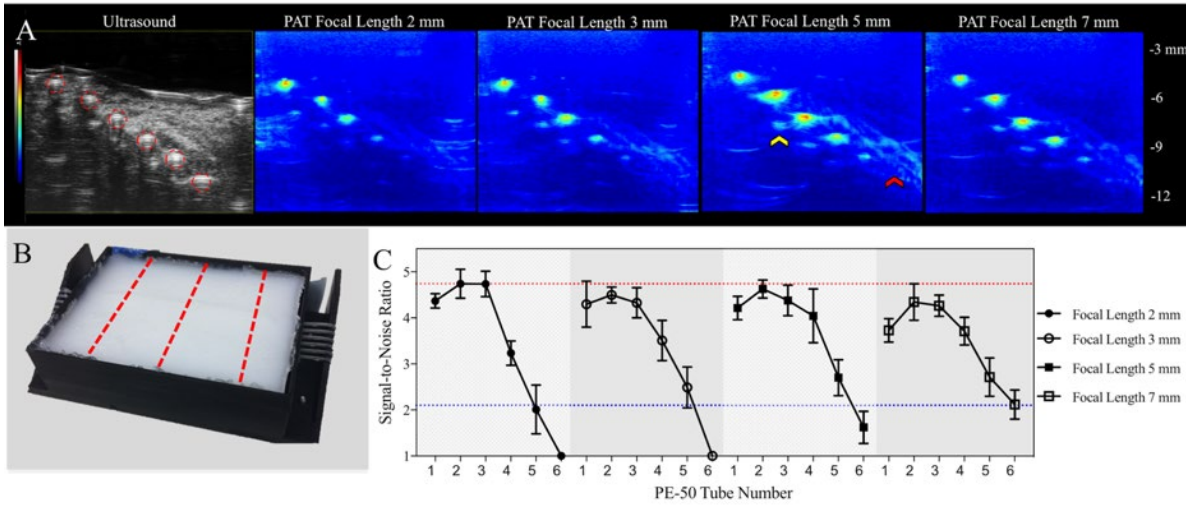 A
Ultrasound
PAT Focal Length 2 mm
PAT Focal Length 3 mm
PAT Focal Length 5 mm
PAT Focal Length 7 mm
-3 mm
-6
-9
-12
B
C
Signal-to-Noise Ratio
5
4
3
2
1
1 2 3 4 5 6 1 2 3 4 5 6 1 2 3 4 5 6 1 2 3 4 5 6
PE-50 Tube Number
Focal Length 2 mm
Focal Length 3 mm
Focal Length 5 mm
Focal Length 7 mm